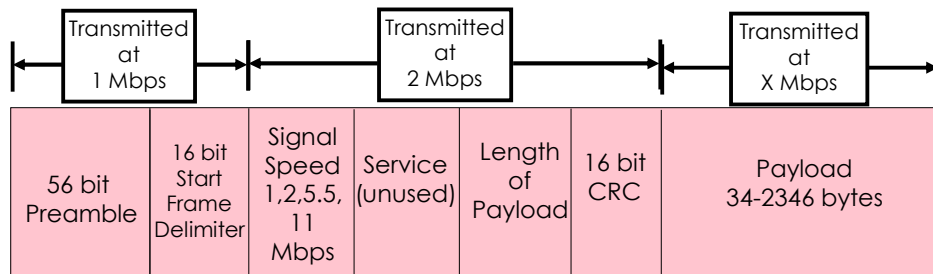 Transmitted
at
1 Mbps
Transmitted
at
2 Mbps
Transmitted
at
X Mbps
56 bit
Preamble
16 bit
Start
Frame
Delimiter
Signal
Speed
1,2,5.5,
11
Mbps
Service
(unused)
Length
of
Payload
16 bit
CRC
Payload
34-2346 bytes